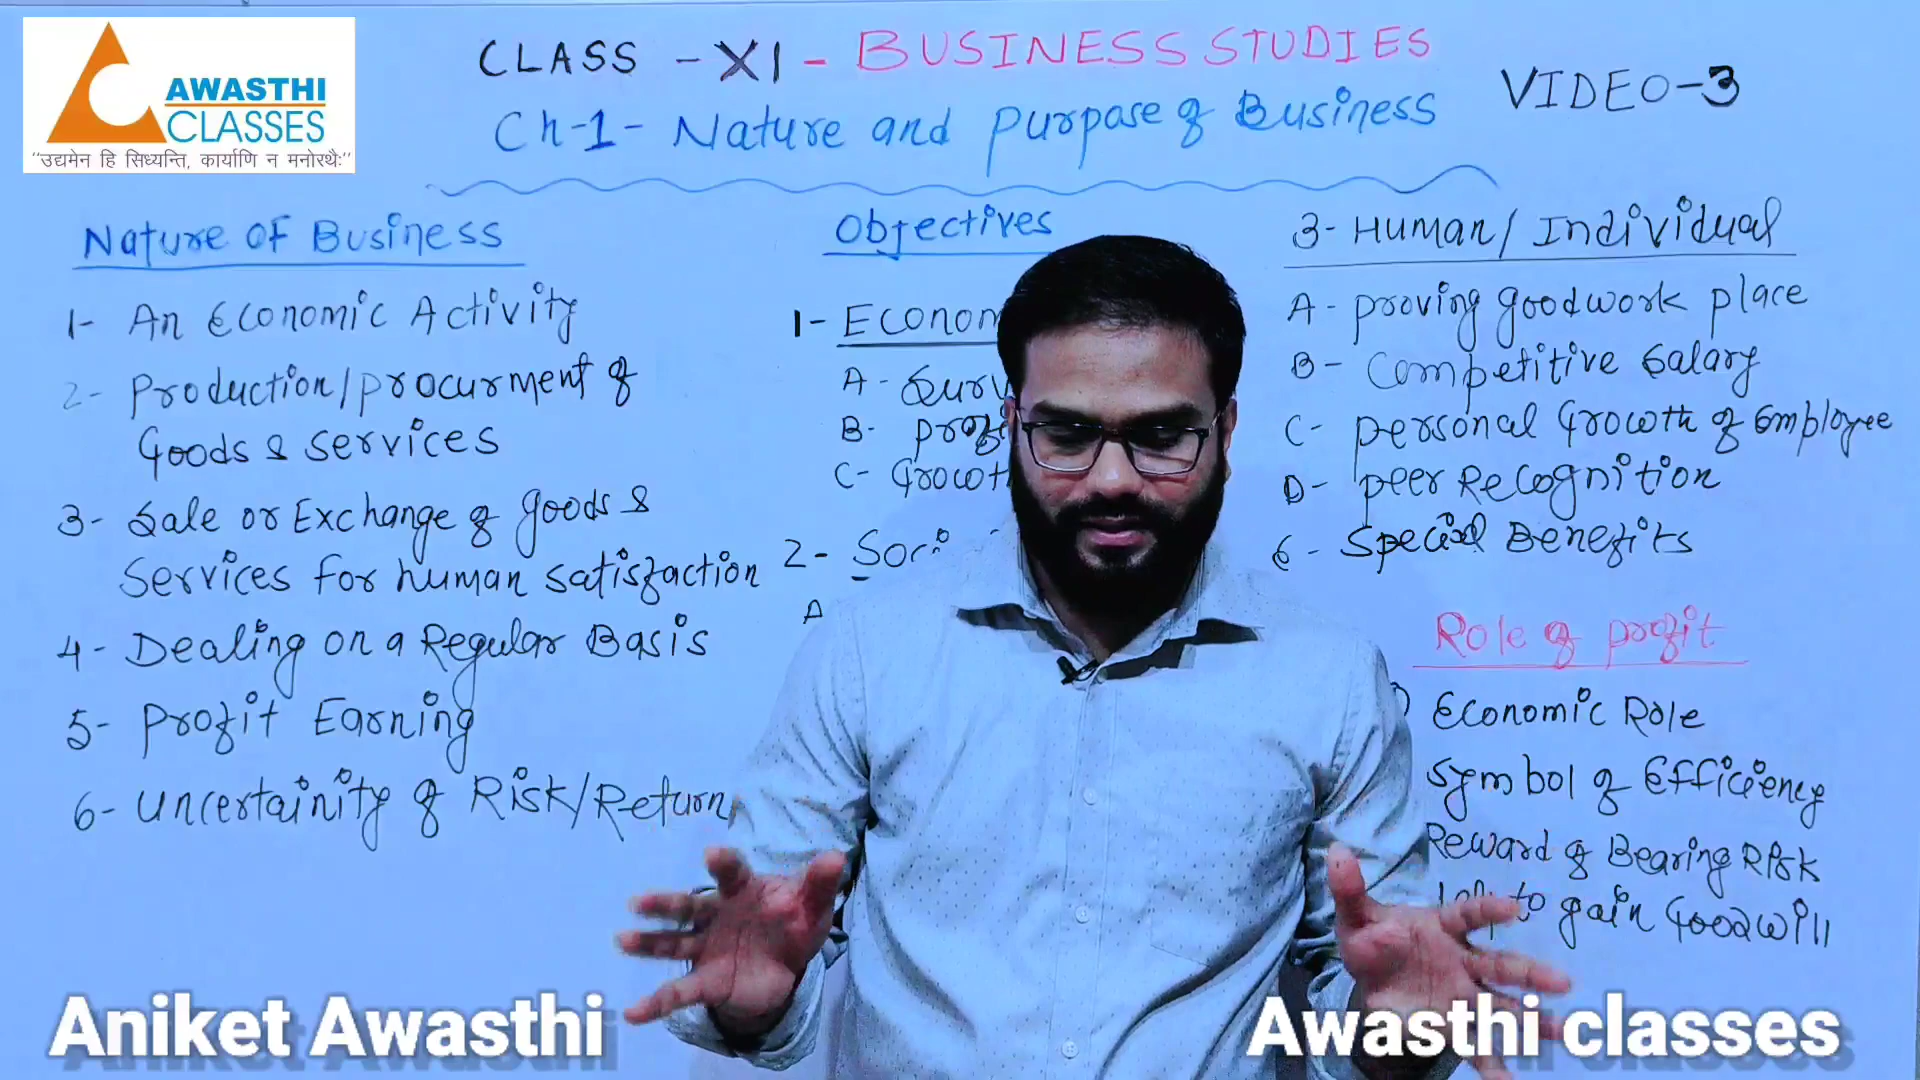 AWASTHI
CLASSES
“उद्यमेन हि सिध्यन्ति, कार्याणि न मनोरथैः”
CLASS - XI - BUSINESS STUDIES
VIDEO-3
Ch-1- Nature and Purpose of Business
Nature of Business
1- An Economic Activity
2- Production/procurment of
Goods & services
3- Sale or Exchange of goods &
Services for human satisfaction
4- Dealing on a Regular Basis
5- Profit Earning
6- Uncertainity of Risk/Return
Objectives
1-
A-
B-
C-
2-
A
3- Human/Individual
A- proving goodwork place
B- Competitive Salary
C- personal Growth of Employee
D- peer Recognition
6- Special Benefits
Role of profit
Economic Role
Symbol of Efficiency
Reward of Bearing Risk
to gain Goodwill
Aniket Awasthi
Awasthi classes